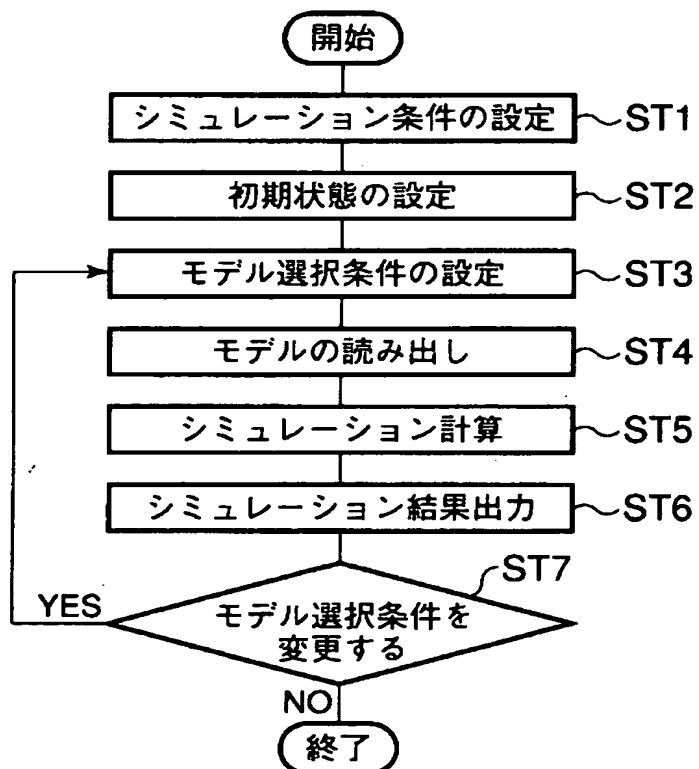 開始
シミュレーション条件の設定
ST1
初期状態の設定
ST2
モデル選択条件の設定
ST3
モデルの読み出し
ST4
シミュレーション計算
ST5
シミュレーション結果出力
ST6
ST7
YES
モデル選択条件を
変更する
NO
終了